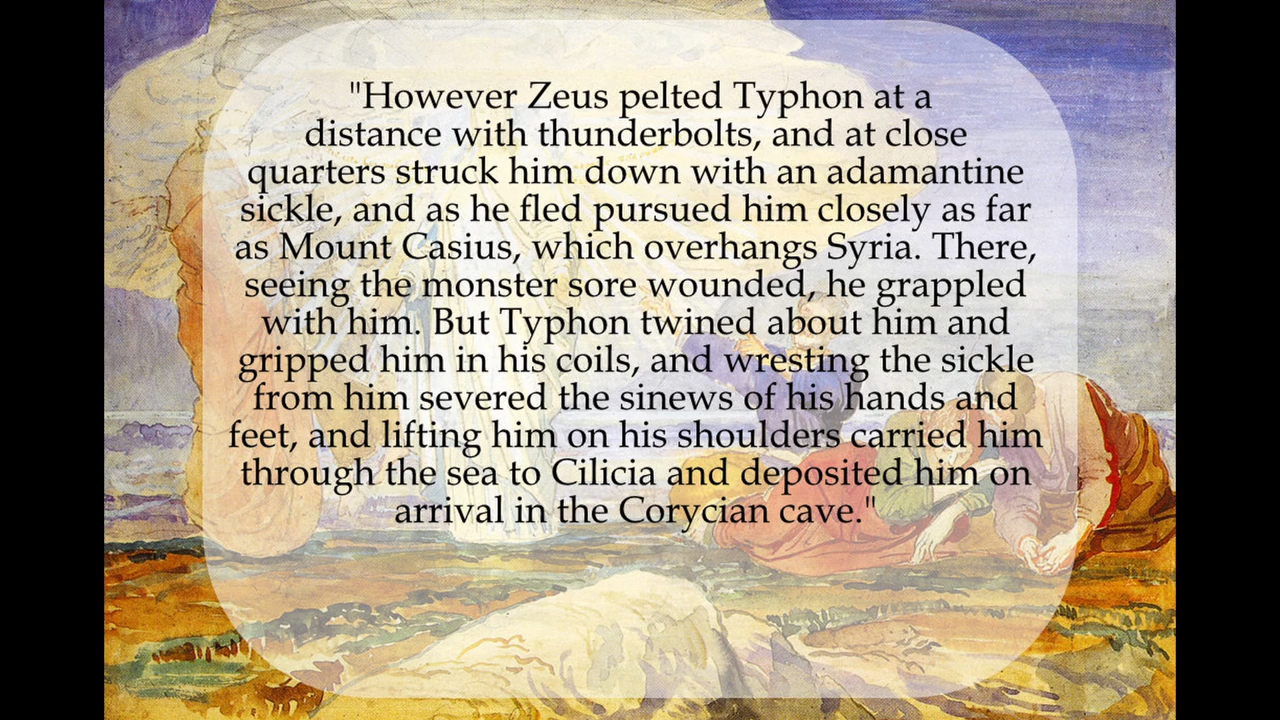 "However Zeus pelted Typhon at a
distance with thunderbolts, and at close
quarters struck him down with an adamantine
sickle, and as he fled pursued him closely as far
as Mount Casius, which overhangs Syria. There,
seeing the monster sore wounded, he grappled
with him. But Typhon twined about him and
gripped him in his coils, and wresting the sickle
from him severed the sinews of his hands and
feet, and lifting him on his shoulders carried him
through the sea to Cilicia and deposited him on
arrival in the Corycian cave."